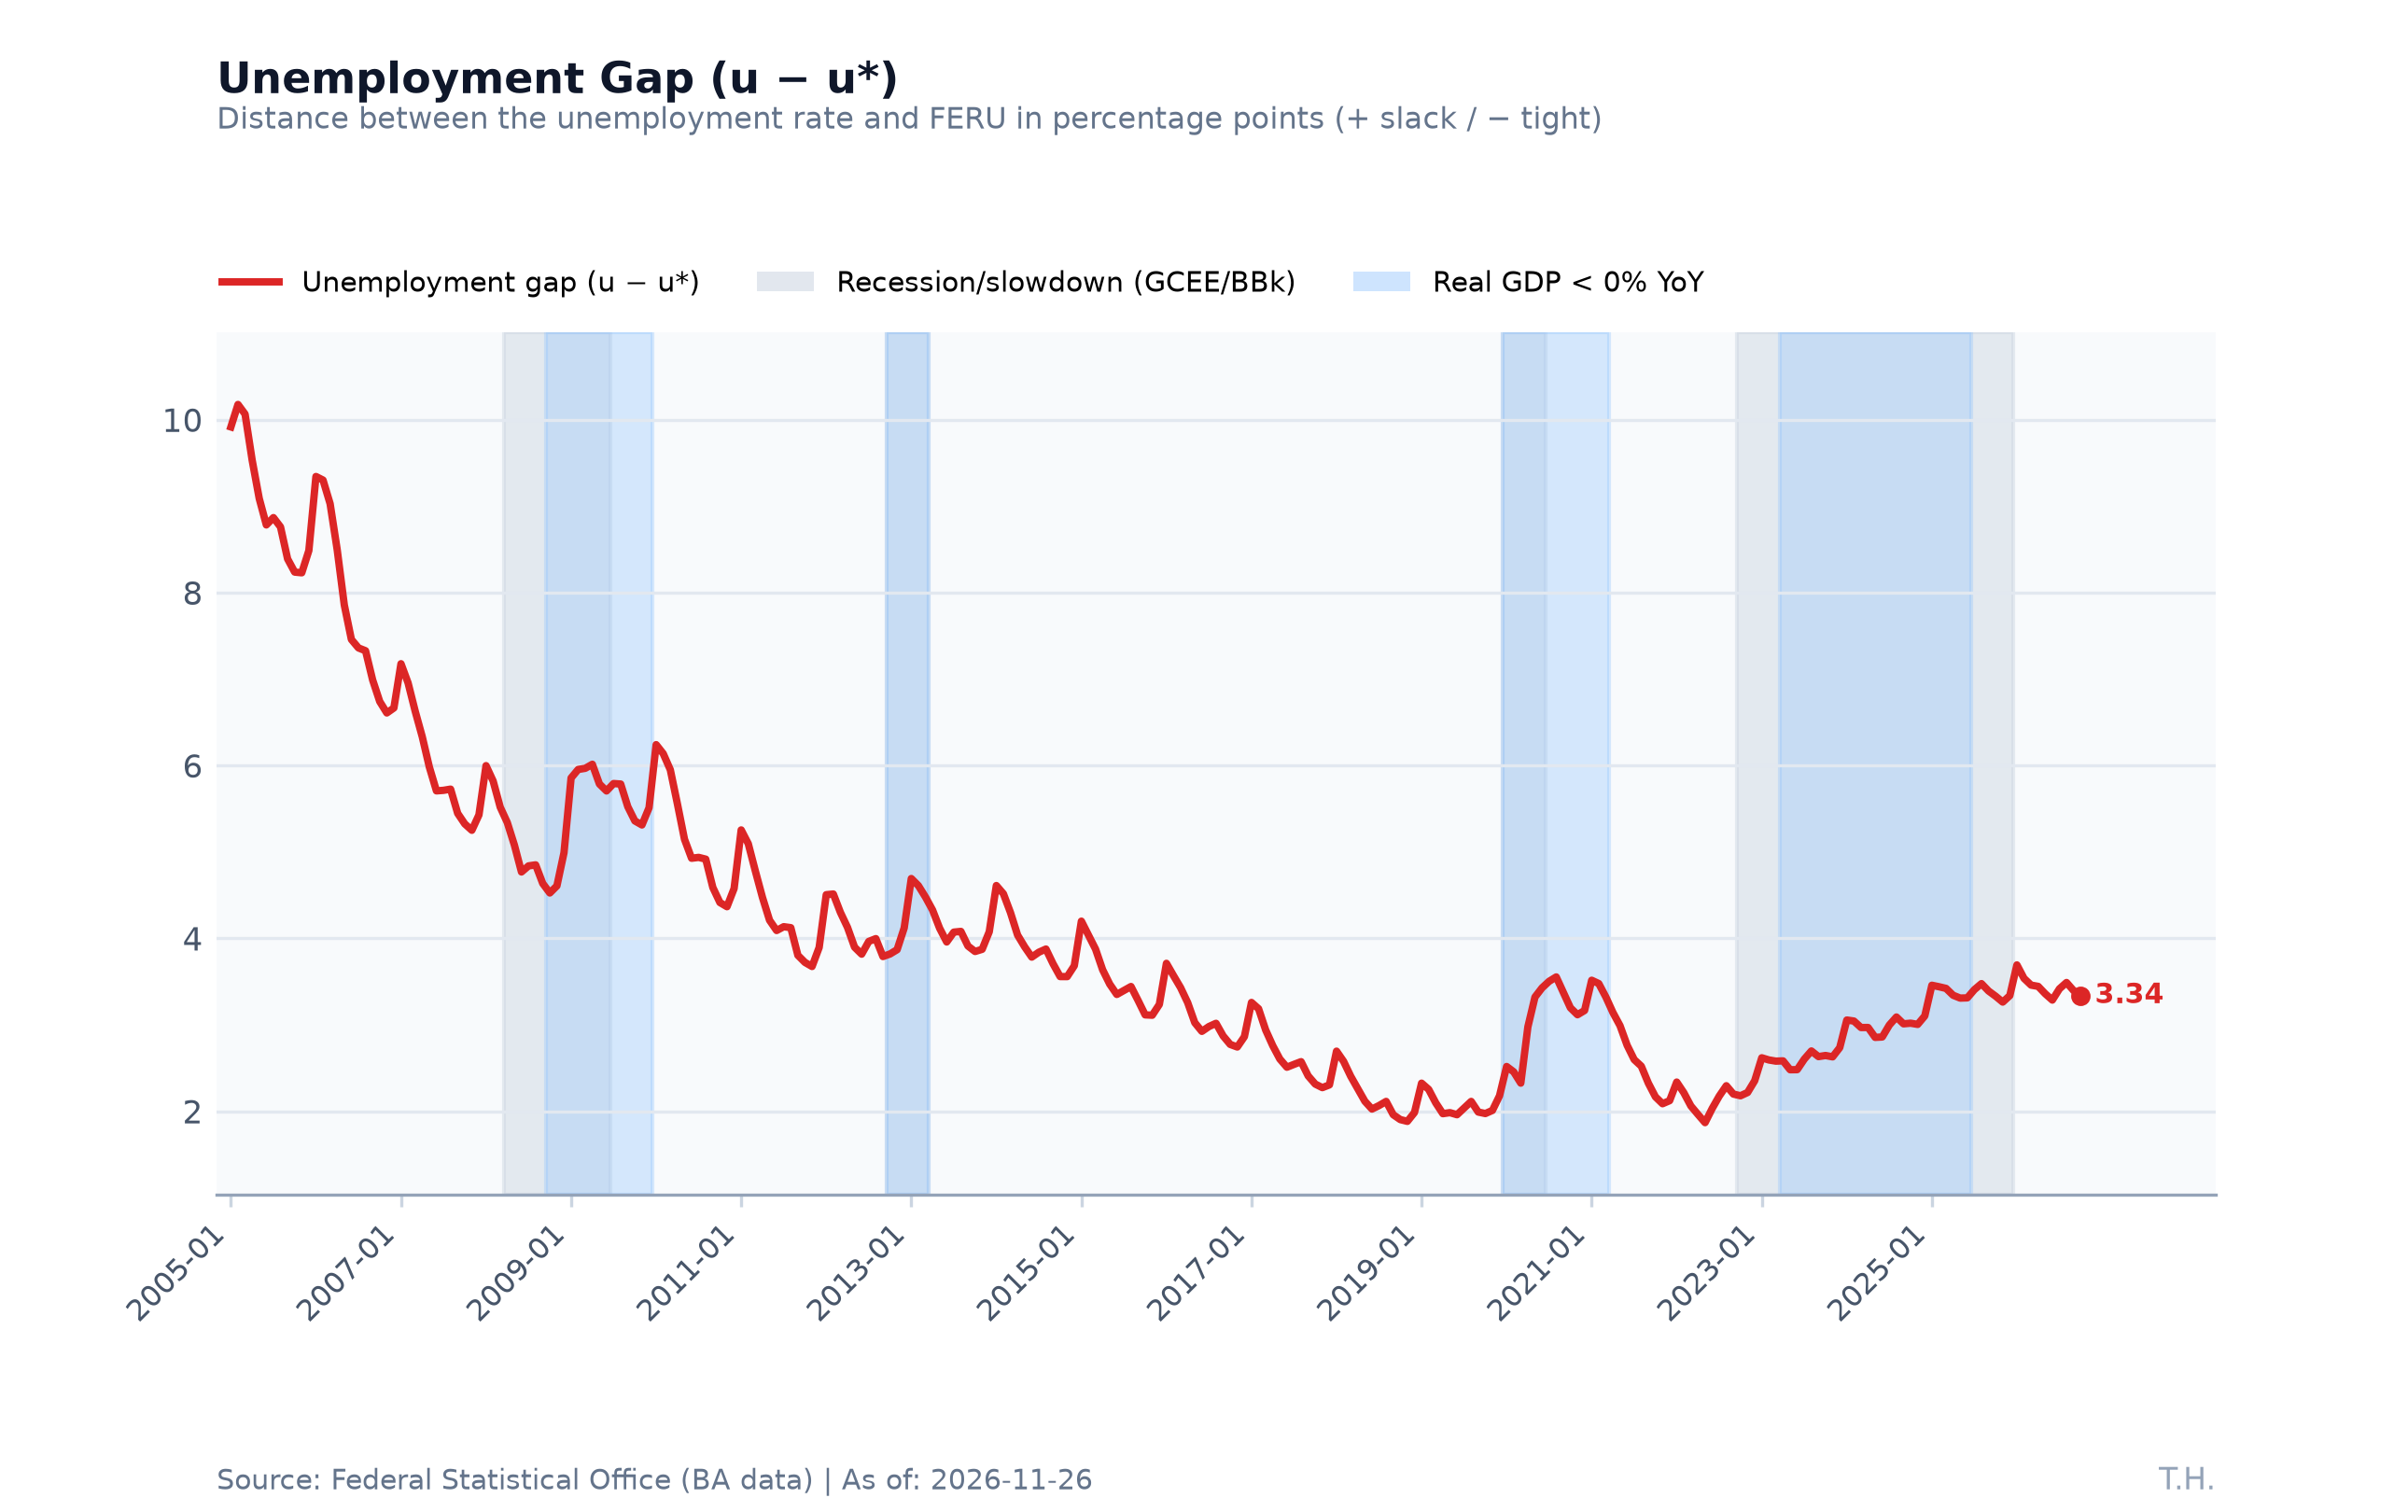 Unemployment Gap (u − u*)
Distance between the unemployment rate and FERU in percentage points (+ slack / − tight)
Unemployment gap (u − u*) Recession/slowdown (GCEE/BBk) Real GDP < 0% YoY
10
8
6
4
2
3.34
2005-01 2007-01 2009-01 2011-01 2013-01 2015-01 2017-01 2019-01 2021-01 2023-01 2025-01
Source: Federal Statistical Office (BA data) | As of: 2026-11-26
T.H.